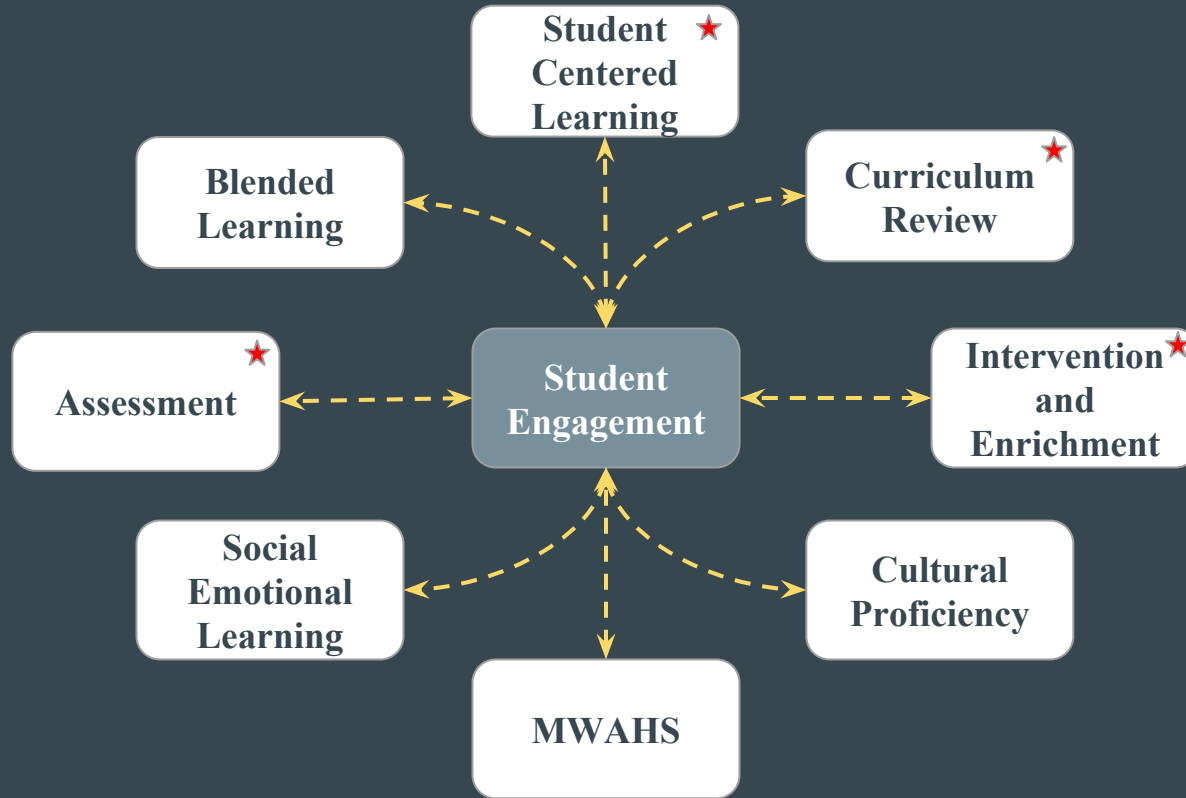 Student
Centered
Learning
Blended
Learning
Curriculum
Review
Assessment
Student
Engagement
Intervention
and
Enrichment
Social
Emotional
Learning
Cultural
Proficiency
MWAHS